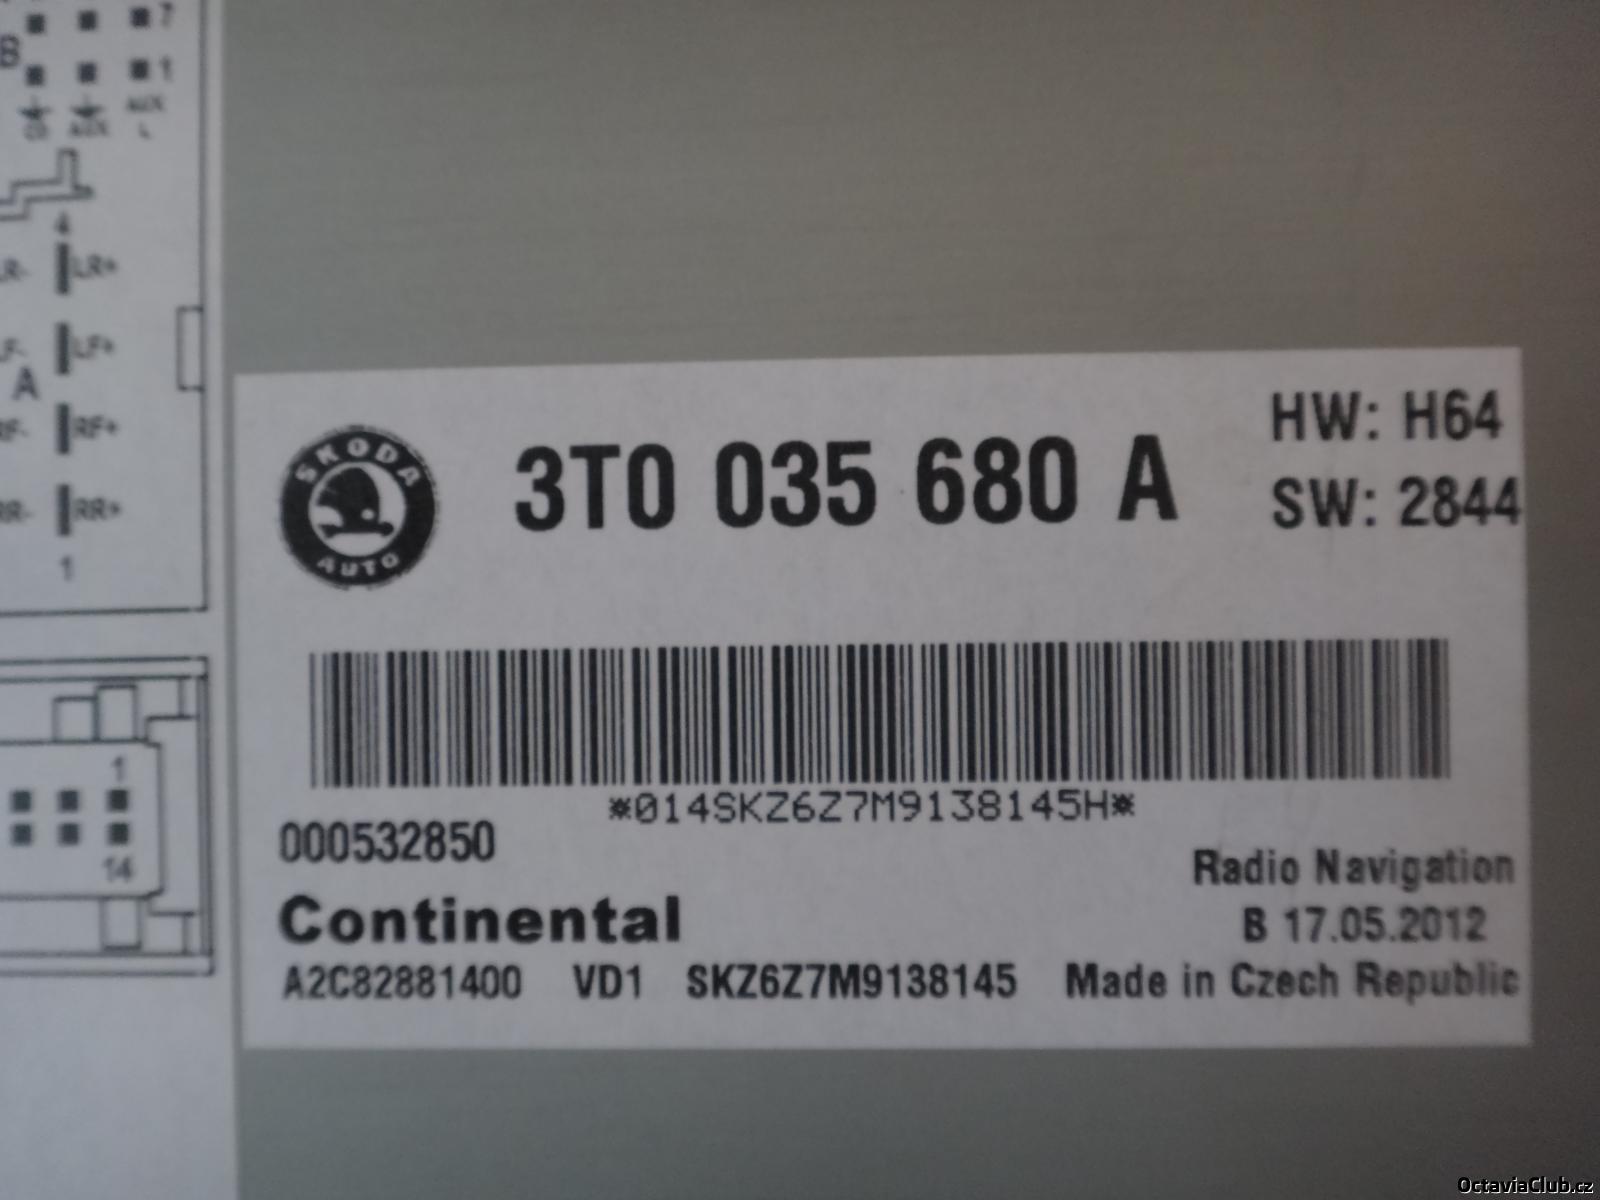 7
B
1
AUX
CD AUX L
4
LR+
LF- LF+
A
RF- RF+
RR- RR+
1
1
14
SKODA
AUTO
3T0 035 680 A
HW: H64
SW: 2844
*014SKZ6Z7M9138145H*
000532850
Radio Navigation
Continental
B 17.05.2012
A2C82881400 VD1 SKZ6Z7M9138145 Made in Czech Republic
OctaviaClub.cz